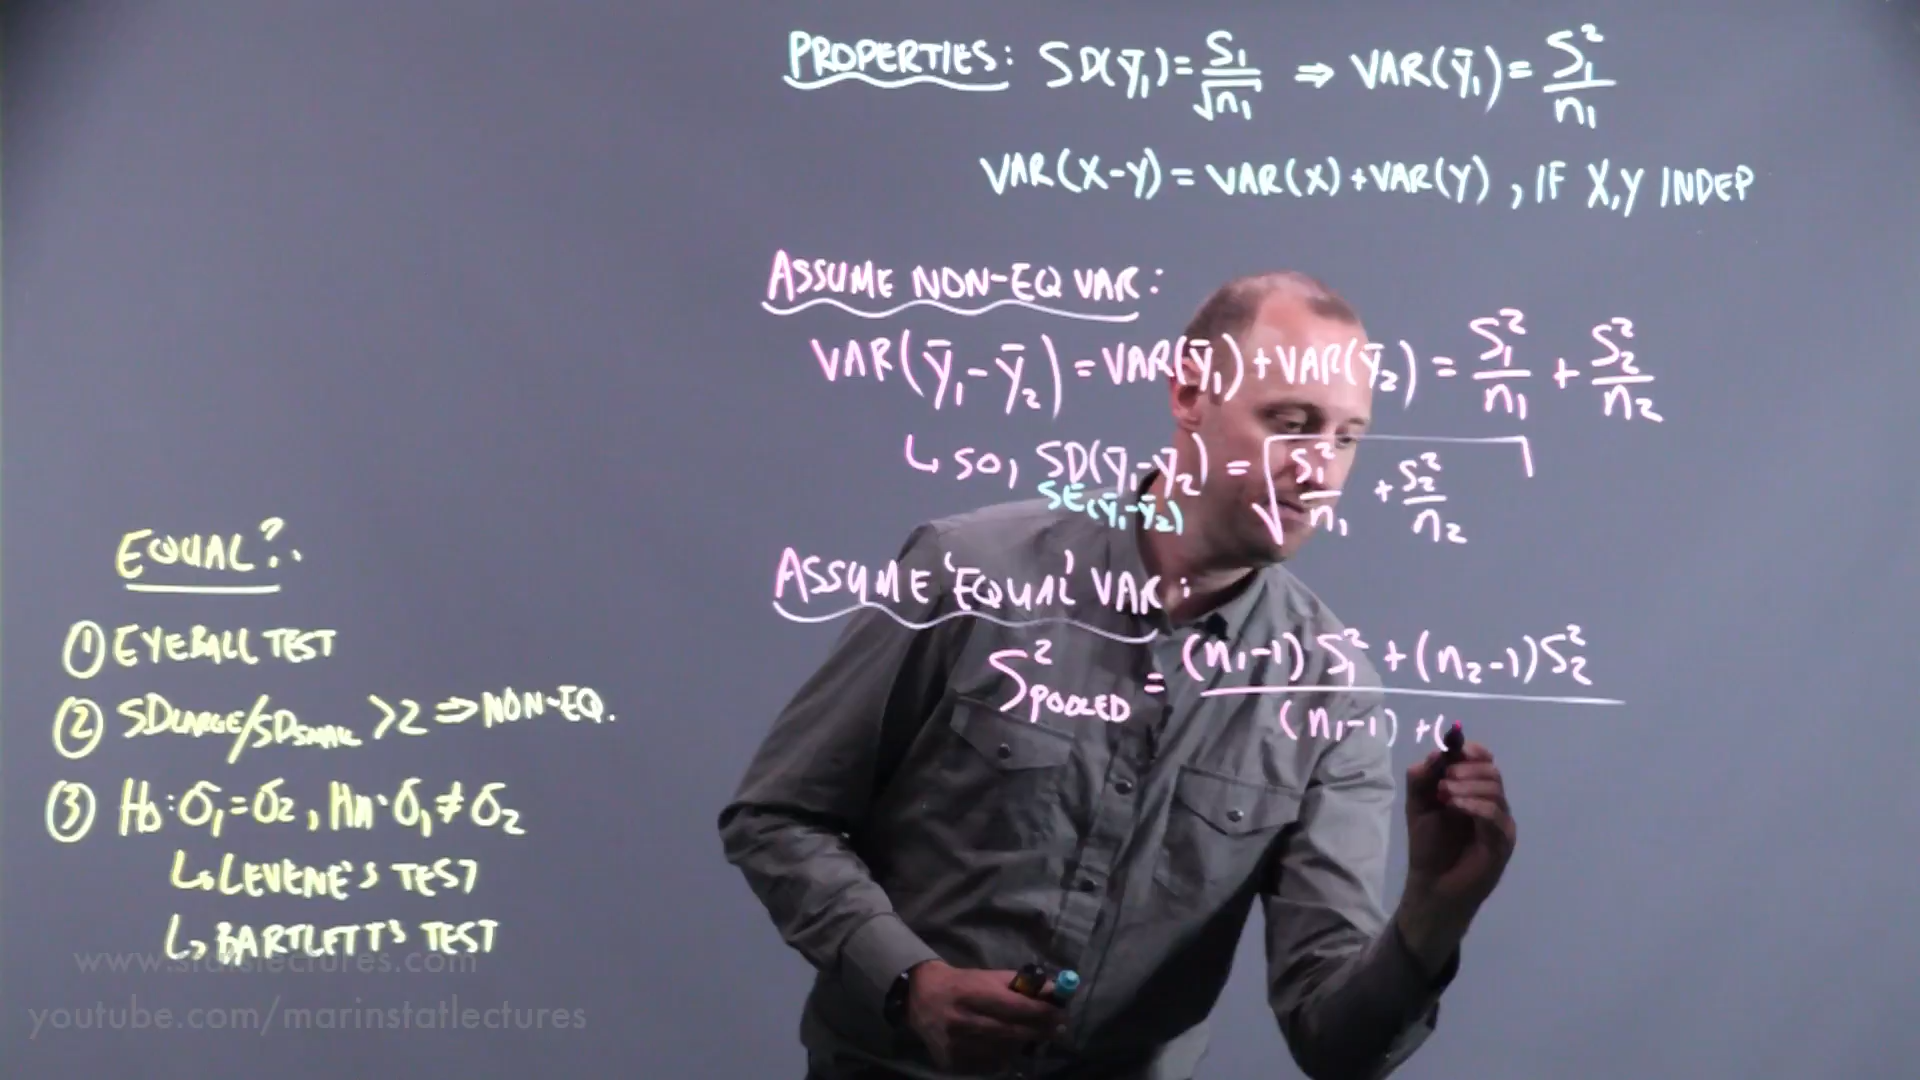 PROPERTIES: SD(Ȳ₁) = S₁/√n₁ ⇒ VAR(Ȳ₁) = S₁²/n₁
VAR(X-Y) = VAR(X) + VAR(Y), IF X,Y INDEP
ASSUME NON-EQ VAR:
VAR(Ȳ₁-Ȳ₂) = VAR(Ȳ₁) + VAR(Ȳ₂) = S₁²/n₁ + S₂²/n₂
↳ SO, SD(Ȳ₁-Ȳ₂) = √(S₁²/n₁ + S₂²/n₂)
SE(Ȳ₁-Ȳ₂)
ASSUME 'EQUAL' VAR:
S²POOLED = (n₁-1)S₁² + (n₂-1)S₂²
(n₁-1) + (
EQUAL?
① EYEBALL TEST
② SDLARGE/SDSMALL > 2 ⇒ NON-EQ.
③ H₀: σ₁ = σ₂, HA: σ₁ ≠ σ₂
↳ LEVENE'S TEST
↳ BARTLETT'S TEST
www.statslectures.com
youtube.com/marinstatlectures